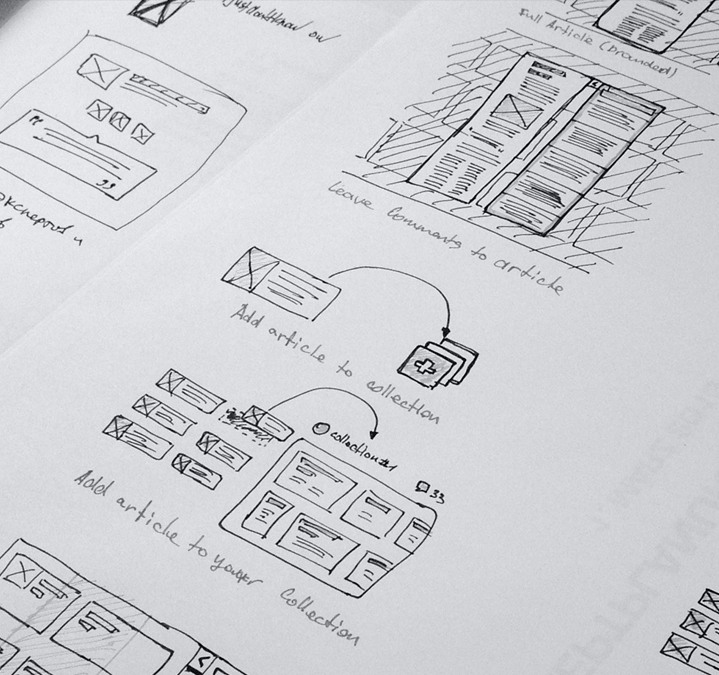 Full Article (branded)
Leave Comments to article
Add article to collection
collection #1
33
Add article to your collection